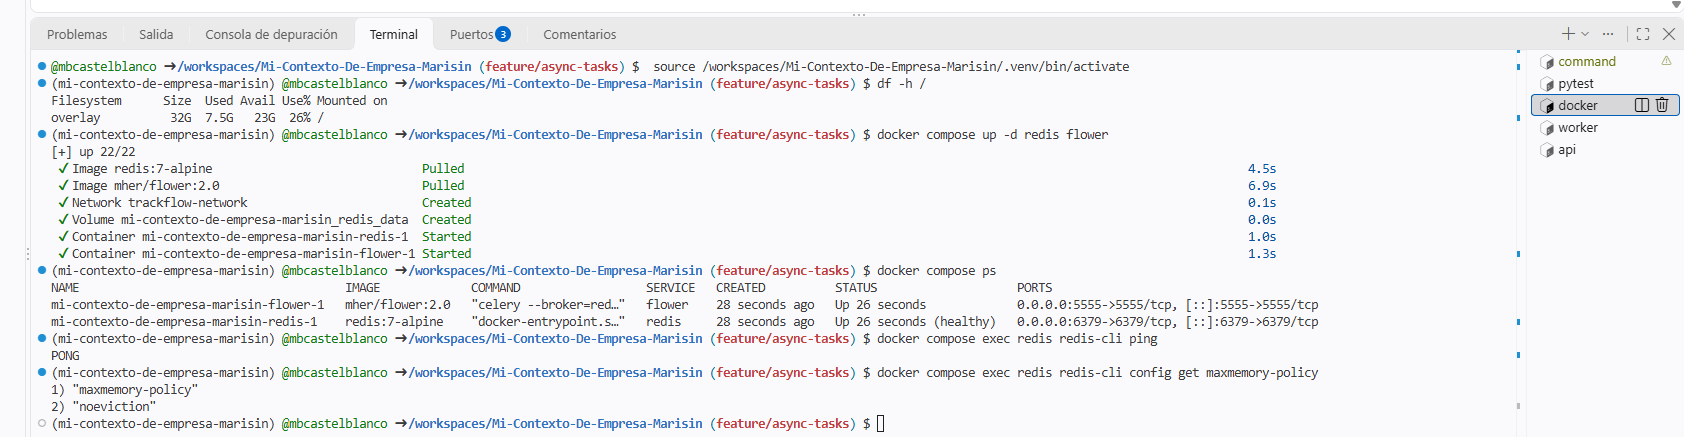 Problemas Salida Consola de depuración Terminal Puertos 3 Comentarios
@mbcastelblanco ➜/workspaces/Mi-Contexto-De-Empresa-Marisin (feature/async-tasks) $ source /workspaces/Mi-Contexto-De-Empresa-Marisin/.venv/bin/activate
(mi-contexto-de-empresa-marisin) @mbcastelblanco ➜/workspaces/Mi-Contexto-De-Empresa-Marisin (feature/async-tasks) $ df -h /
Filesystem Size Used Avail Use% Mounted on
overlay 32G 7.5G 23G 26% /
(mi-contexto-de-empresa-marisin) @mbcastelblanco ➜/workspaces/Mi-Contexto-De-Empresa-Marisin (feature/async-tasks) $ docker compose up -d redis flower
[+] up 22/22
✓ Image redis:7-alpine Pulled 4.5s
✓ Image mher/flower:2.0 Pulled 6.9s
✓ Network trackflow-network Created 0.1s
✓ Volume mi-contexto-de-empresa-marisin_redis_data Created 0.0s
✓ Container mi-contexto-de-empresa-marisin-redis-1 Started 1.0s
✓ Container mi-contexto-de-empresa-marisin-flower-1 Started 1.3s
(mi-contexto-de-empresa-marisin) @mbcastelblanco ➜/workspaces/Mi-Contexto-De-Empresa-Marisin (feature/async-tasks) $ docker compose ps
NAME IMAGE COMMAND SERVICE CREATED STATUS PORTS
mi-contexto-de-empresa-marisin-flower-1 mher/flower:2.0 "celery --broker=red…" flower 28 seconds ago Up 26 seconds 0.0.0.0:5555->5555/tcp, [::]:5555->5555/tcp
mi-contexto-de-empresa-marisin-redis-1 redis:7-alpine "docker-entrypoint.s…" redis 28 seconds ago Up 26 seconds (healthy) 0.0.0.0:6379->6379/tcp, [::]:6379->6379/tcp
(mi-contexto-de-empresa-marisin) @mbcastelblanco ➜/workspaces/Mi-Contexto-De-Empresa-Marisin (feature/async-tasks) $ docker compose exec redis redis-cli ping
PONG
(mi-contexto-de-empresa-marisin) @mbcastelblanco ➜/workspaces/Mi-Contexto-De-Empresa-Marisin (feature/async-tasks) $ docker compose exec redis redis-cli config get maxmemory-policy
1) "maxmemory-policy"
2) "noeviction"
(mi-contexto-de-empresa-marisin) @mbcastelblanco ➜/workspaces/Mi-Contexto-De-Empresa-Marisin (feature/async-tasks) $
command
pytest
docker
worker
api